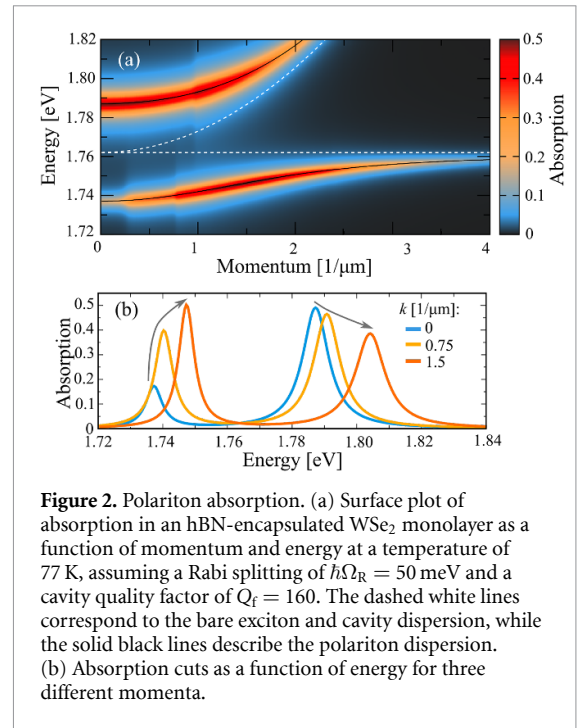 (a)
1.82
1.80
1.78
1.76
1.74
1.72
Energy [eV]
0 1 2 3 4
Momentum [1/μm]
0.5
0.4
0.3
0.2
0.1
0
Absorption
(b)
0.5
0.4
0.3
0.2
0.1
0
Absorption
k [1/μm]:
0
0.75
1.5
1.72 1.74 1.76 1.78 1.80 1.82 1.84
Energy [eV]
Figure 2. Polariton absorption. (a) Surface plot of
absorption in an hBN-encapsulated WSe₂ monolayer as a
function of momentum and energy at a temperature of
77 K, assuming a Rabi splitting of ℏΩ_R = 50 meV and a
cavity quality factor of Q_f = 160. The dashed white lines
correspond to the bare exciton and cavity dispersion, while
the solid black lines describe the polariton dispersion.
(b) Absorption cuts as a function of energy for three
different momenta.